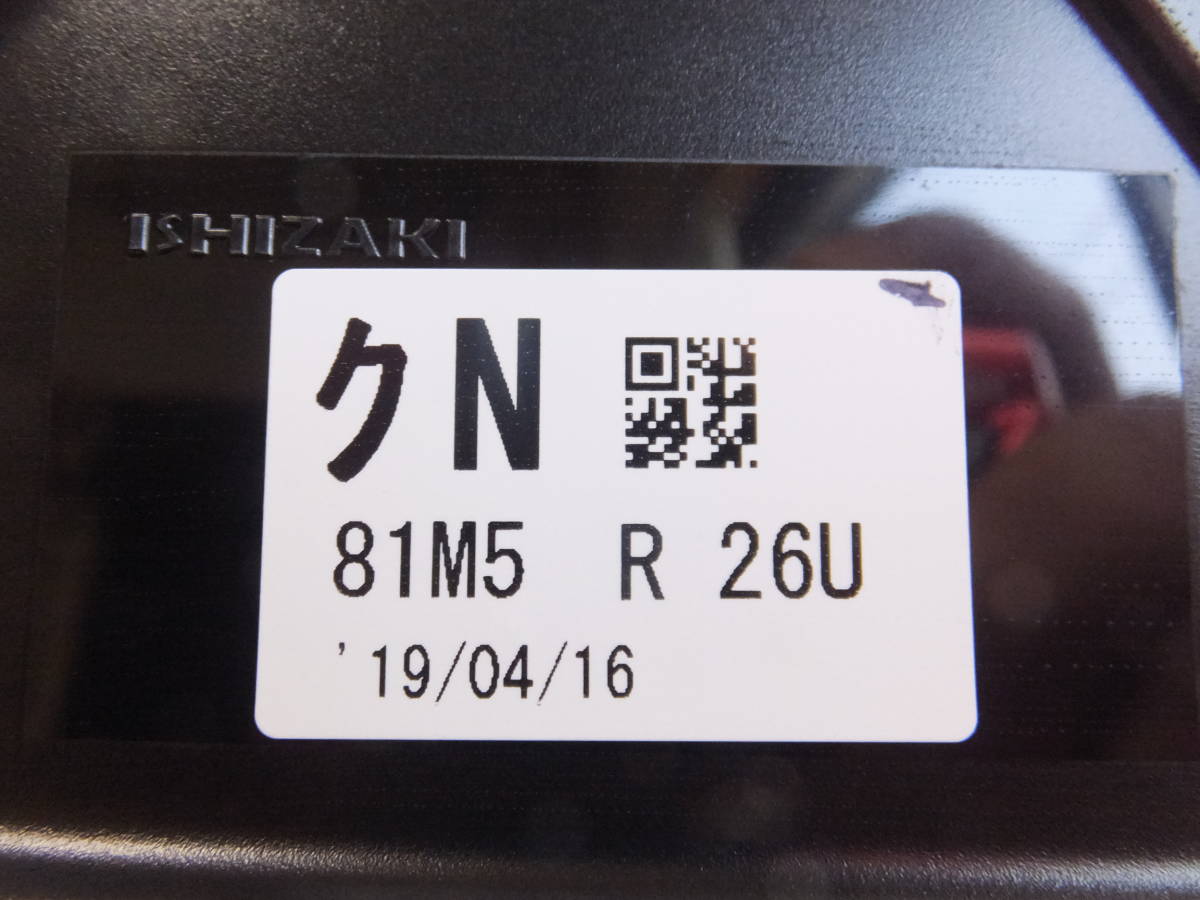 ISHIZAKI
クN
81M5 R 26U
'19/04/16